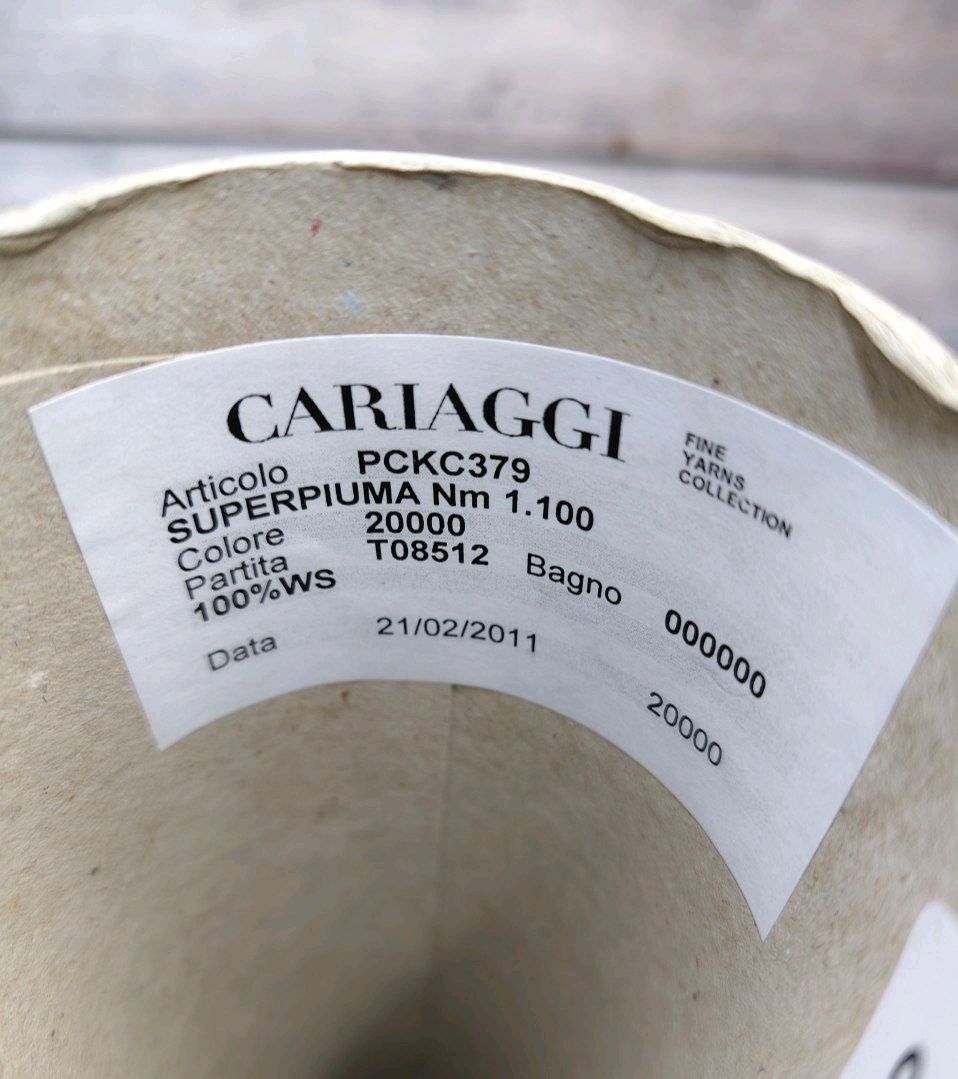 CARIAGGI
FINE
YARNS
COLLECTION
Articolo PCKC379
SUPERPIUMA Nm 1.100
Colore 20000
Partita T08512 Bagno 000000
100%WS
Data 21/02/2011 20000